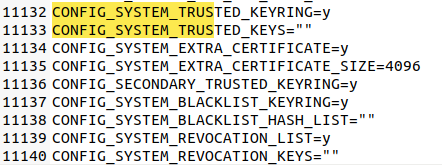 11132 CONFIG_SYSTEM_TRUSTED_KEYRING=y
11133 CONFIG_SYSTEM_TRUSTED_KEYS=""
11134 CONFIG_SYSTEM_EXTRA_CERTIFICATE=y
11135 CONFIG_SYSTEM_EXTRA_CERTIFICATE_SIZE=4096
11136 CONFIG_SECONDARY_TRUSTED_KEYRING=y
11137 CONFIG_SYSTEM_BLACKLIST_KEYRING=y
11138 CONFIG_SYSTEM_BLACKLIST_HASH_LIST=""
11139 CONFIG_SYSTEM_REVOCATION_LIST=y
11140 CONFIG_SYSTEM_REVOCATION_KEYS=""